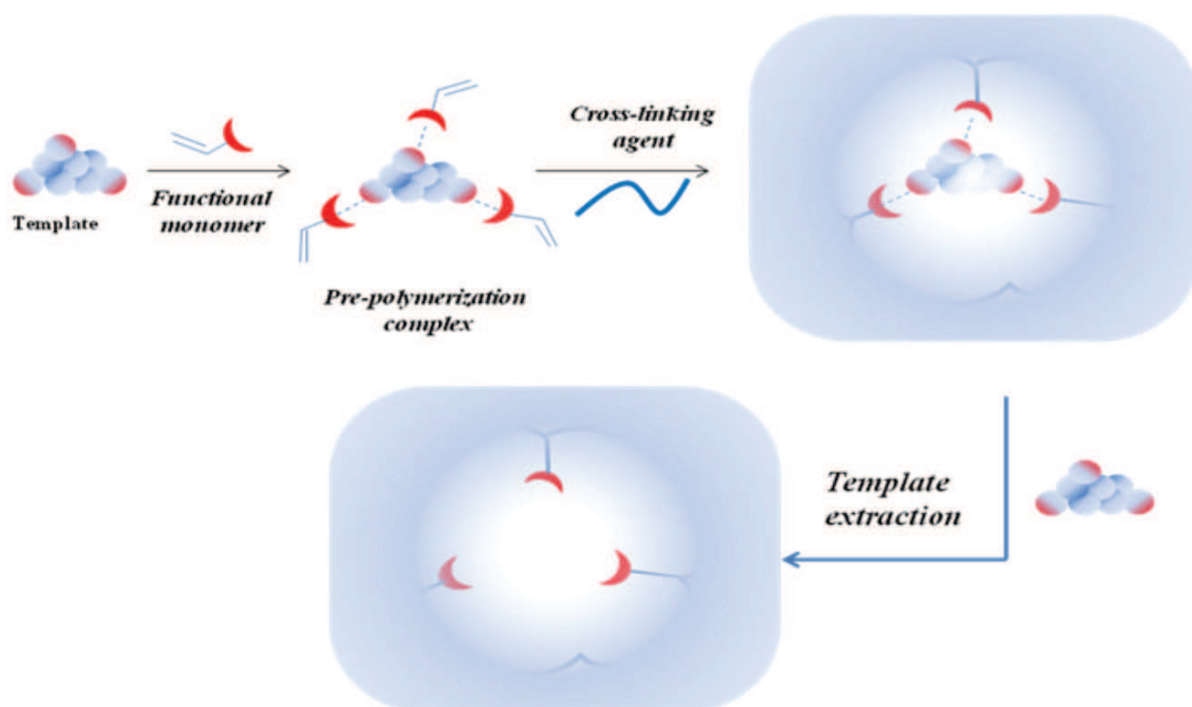 Template
Functional
monomer
Pre-polymerization
complex
Cross-linking
agent
Template
extraction